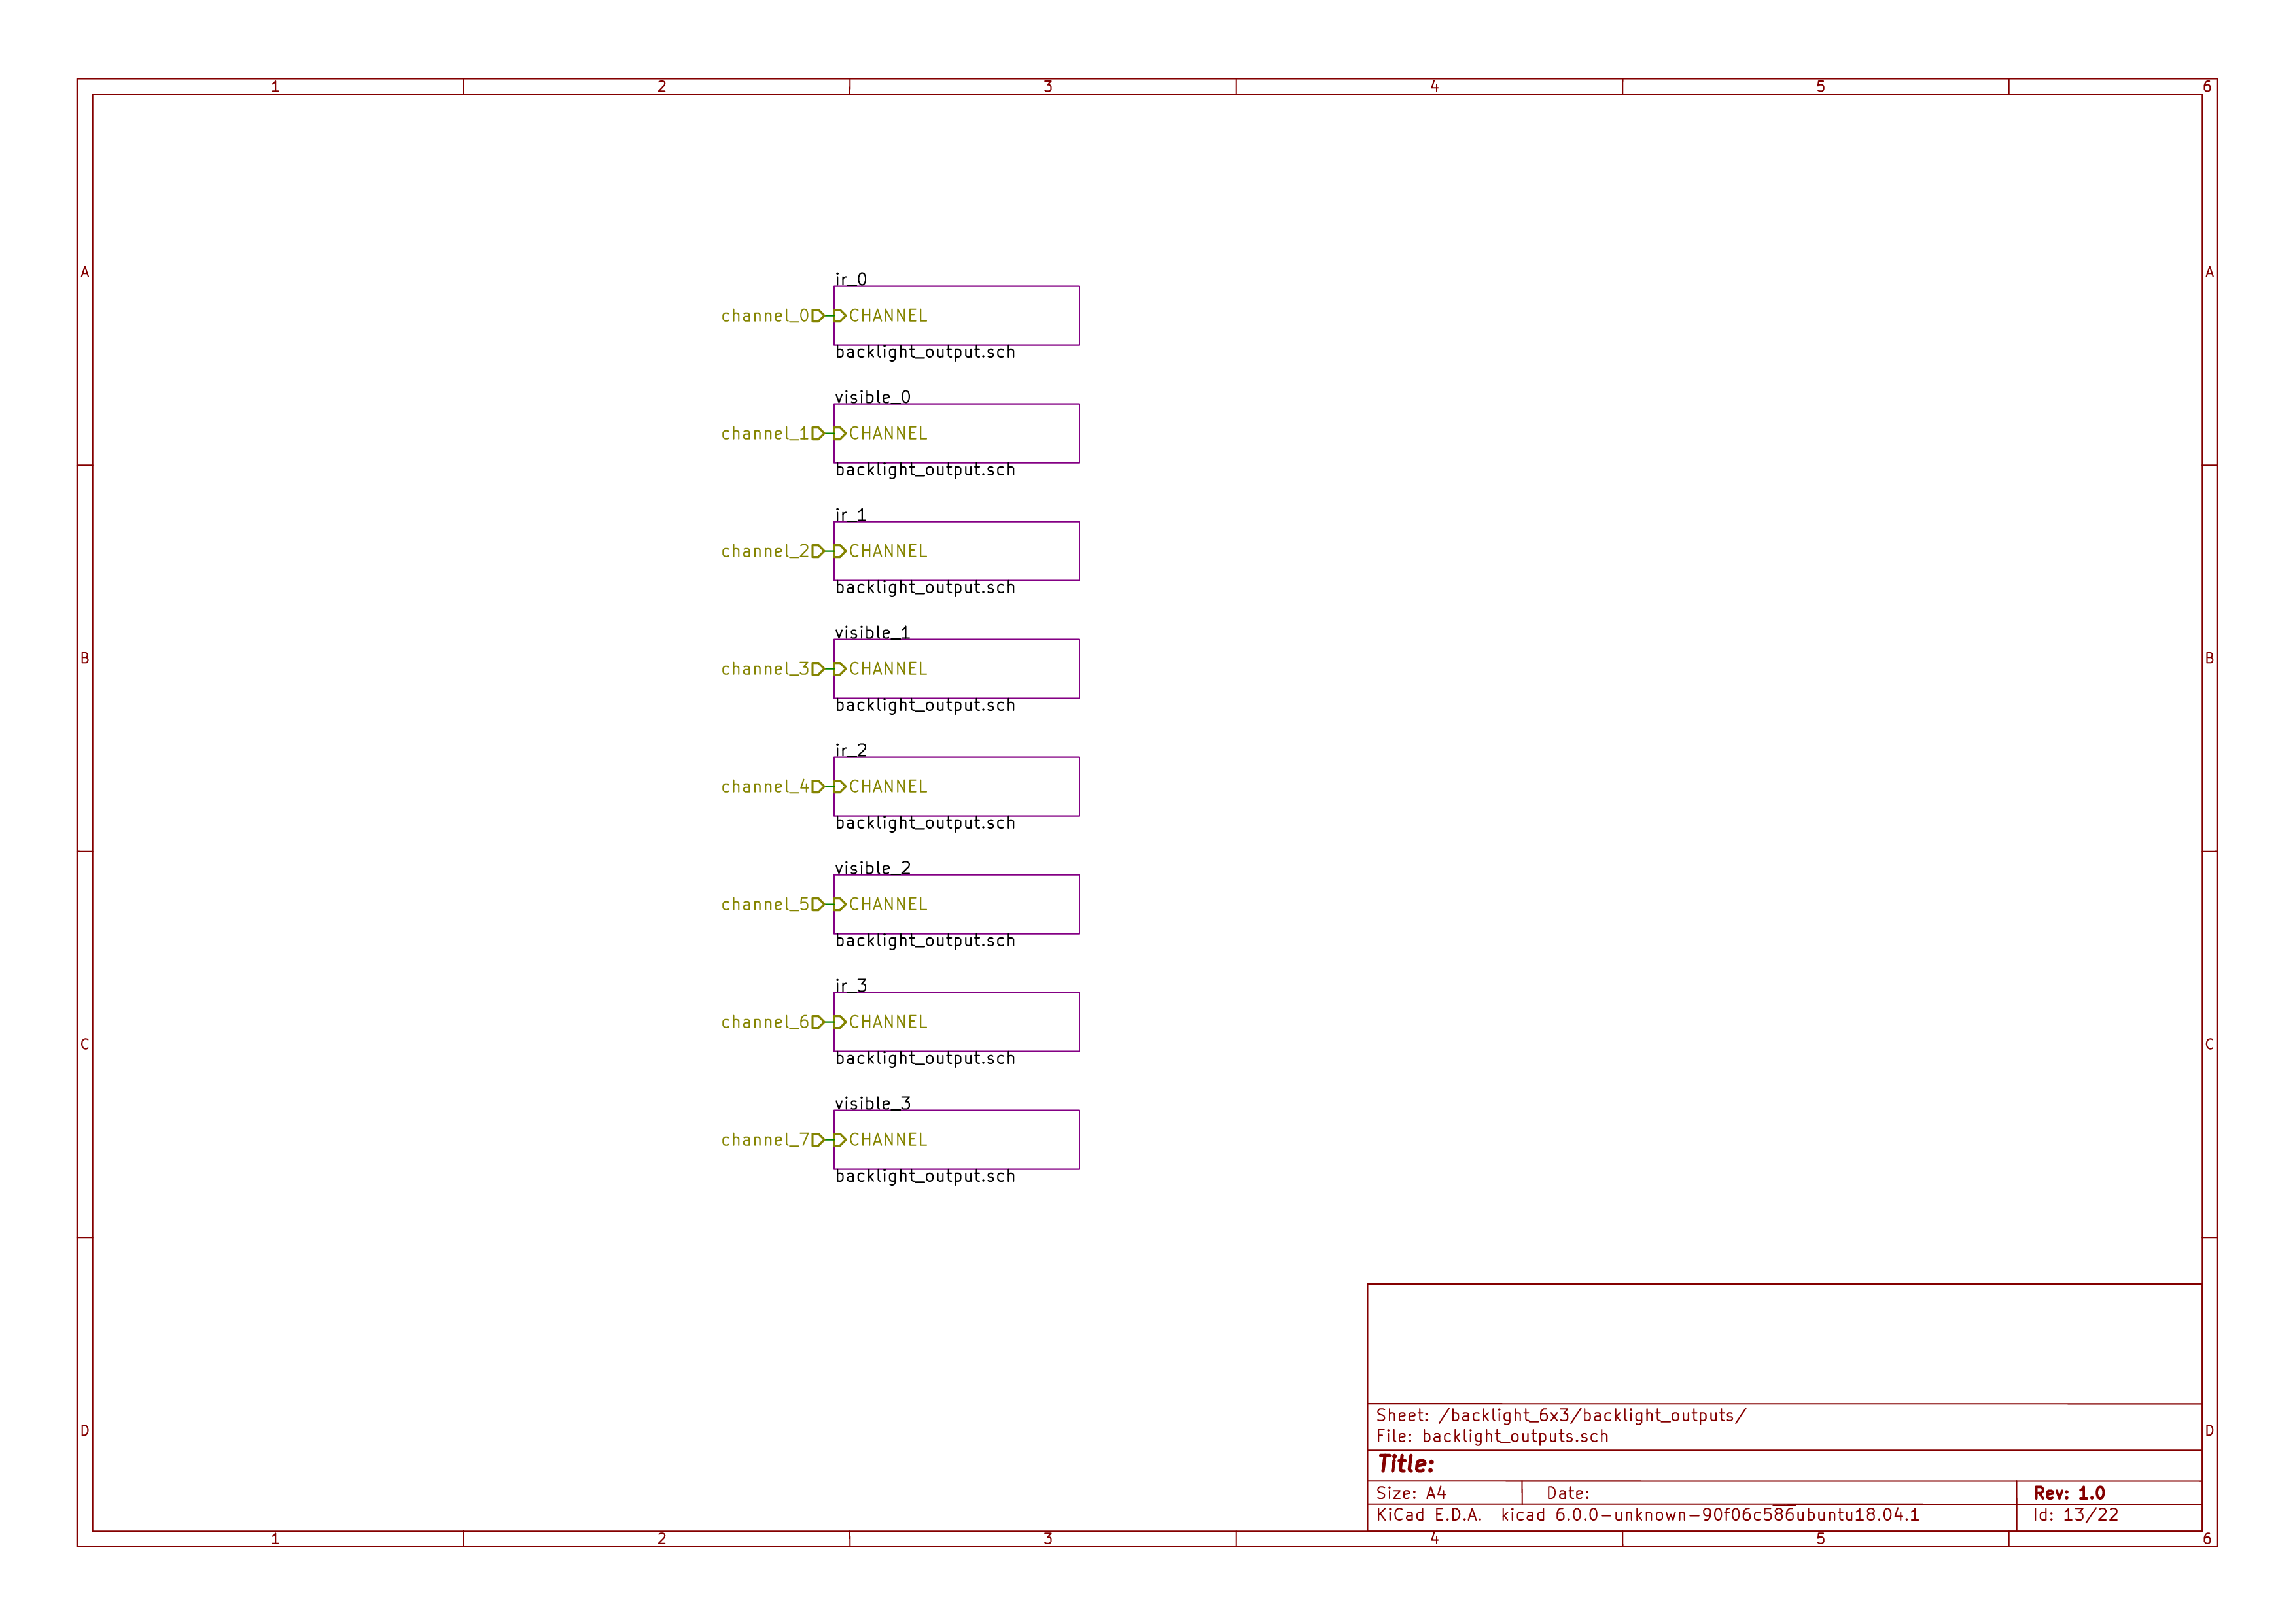 1 2 3 4 5 6
A A
ir_0
channel_0 CHANNEL
backlight_output.sch
visible_0
channel_1 CHANNEL
backlight_output.sch
ir_1
channel_2 CHANNEL
backlight_output.sch
visible_1
B B
channel_3 CHANNEL
backlight_output.sch
ir_2
channel_4 CHANNEL
backlight_output.sch
visible_2
channel_5 CHANNEL
backlight_output.sch
ir_3
channel_6 CHANNEL
C C
backlight_output.sch
visible_3
channel_7 CHANNEL
backlight_output.sch
Sheet: /backlight_6x3/backlight_outputs/
D D
File: backlight_outputs.sch
Title:
Size: A4 Date: Rev: 1.0
KiCad E.D.A. kicad 6.0.0-unknown-90f06c586ubuntu18.04.1 Id: 13/22
1 2 3 4 5 6